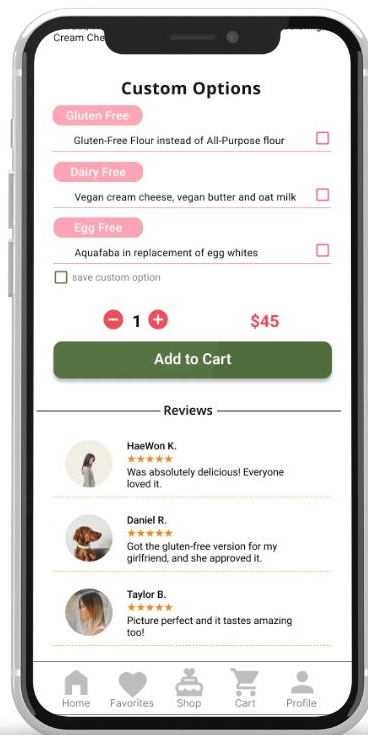 Cream Che
Custom Options
Gluten Free
Gluten-Free Flour instead of All-Purpose flour
Dairy Free
Vegan cream cheese, vegan butter and oat milk
Egg Free
Aquafaba in replacement of egg whites
save custom option
1
$45
Add to Cart
Reviews
HaeWon K.
Was absolutely delicious! Everyone
loved it.
Daniel R.
Got the gluten-free version for my
girlfriend, and she approved it.
Taylor B.
Picture perfect and it tastes amazing
too!
Home Favorites Shop Cart Profile